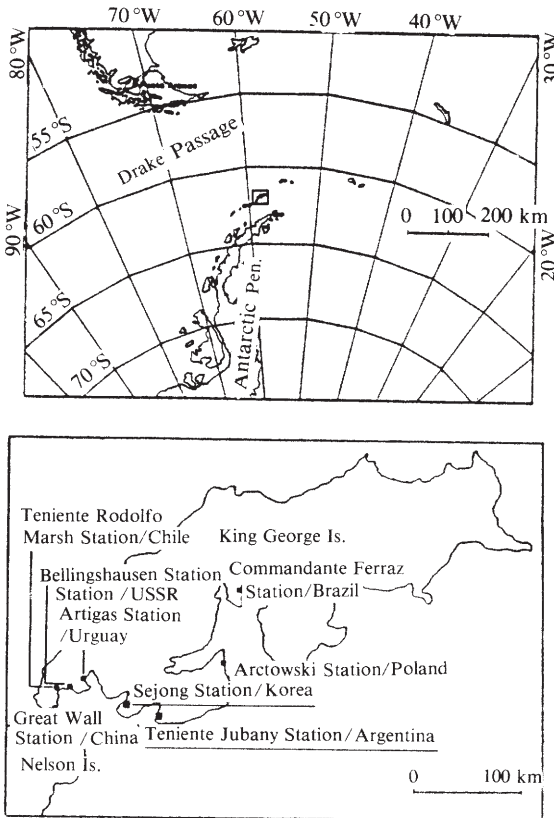 70 °W
60 °W
50 °W
40 °W
80 °W
30 °W
55 °S
Drake Passage
60 °S
0 100 200 km
90 °W
20 °W
65 °S
Antarctic Pen.
70 °S
Teniente Rodolfo
Marsh Station/Chile
King George Is.
Bellingshausen Station
Station/USSR
Commandante Ferraz
Station/Brazil
Artigas Station
/Urguay
Arctowski Station/Poland
Sejong Station/Korea
Great Wall
Station/China
Teniente Jubany Station/Argentina
Nelson Is.
0 100 km